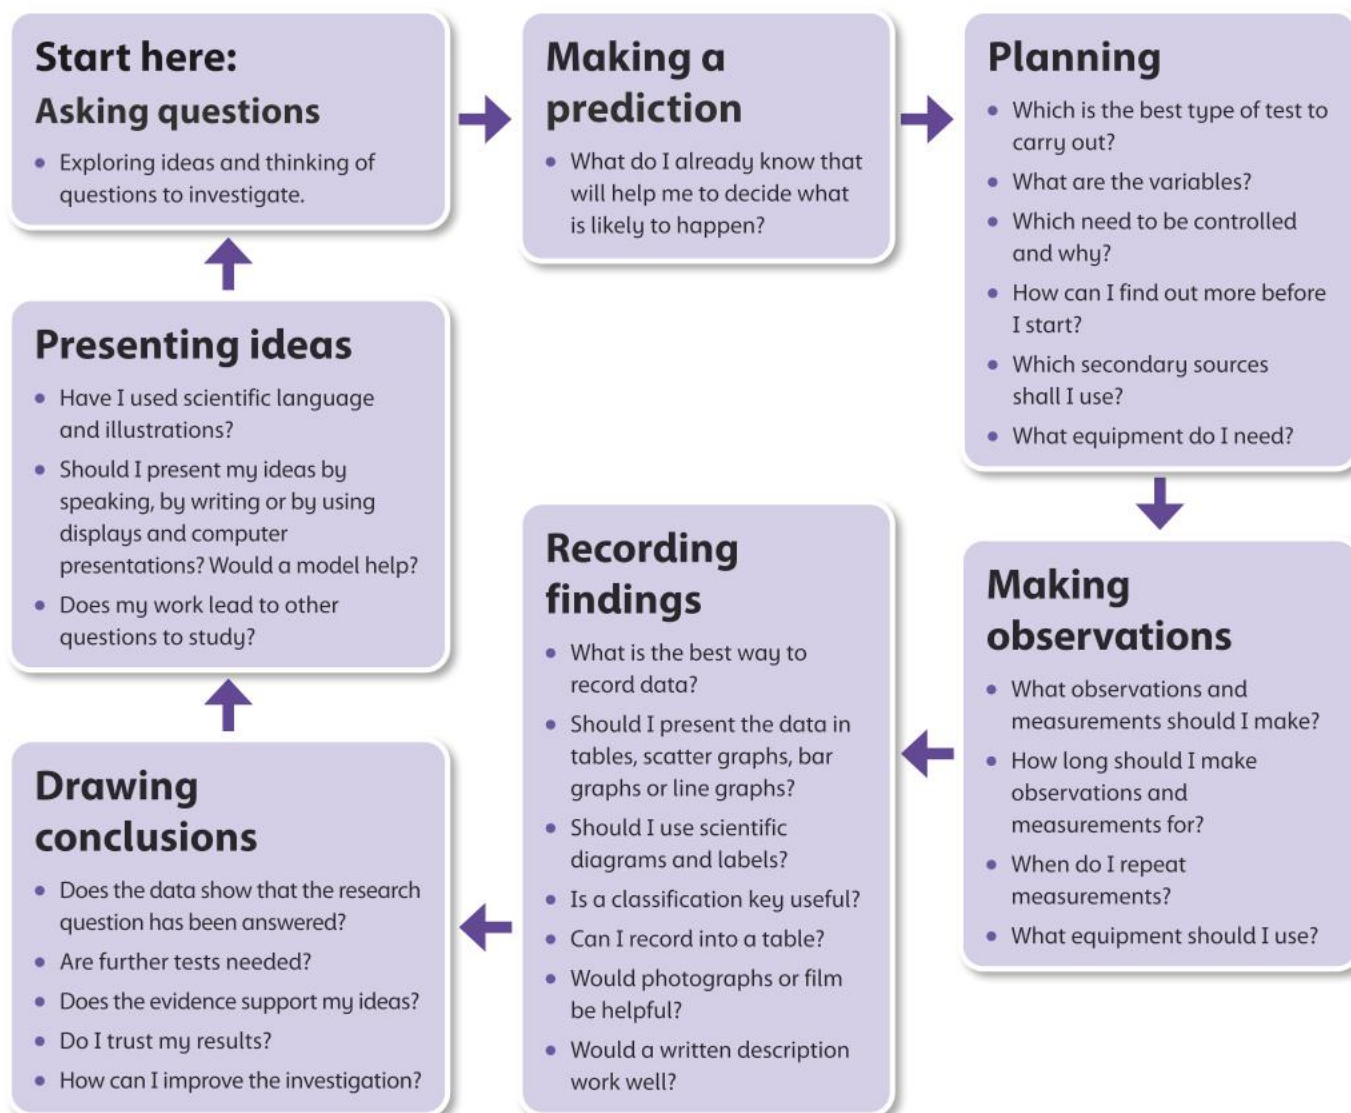 Start here:
Asking questions
• Exploring ideas and thinking of
questions to investigate.
Making a
prediction
• What do I already know that
will help me to decide what
is likely to happen?
Planning
• Which is the best type of test to
carry out?
• What are the variables?
• Which need to be controlled
and why?
• How can I find out more before
I start?
• Which secondary sources
shall I use?
• What equipment do I need?
Making
observations
• What observations and
measurements should I make?
• How long should I make
observations and
measurements for?
• When do I repeat
measurements?
• What equipment should I use?
Recording
findings
• What is the best way to
record data?
• Should I present the data in
tables, scatter graphs, bar
graphs or line graphs?
• Should I use scientific
diagrams and labels?
• Is a classification key useful?
• Can I record into a table?
• Would photographs or film
be helpful?
• Would a written description
work well?
Drawing
conclusions
• Does the data show that the research
question has been answered?
• Are further tests needed?
• Does the evidence support my ideas?
• Do I trust my results?
• How can I improve the investigation?
Presenting ideas
• Have I used scientific language
and illustrations?
• Should I present my ideas by
speaking, by writing or by using
displays and computer
presentations? Would a model help?
• Does my work lead to other
questions to study?